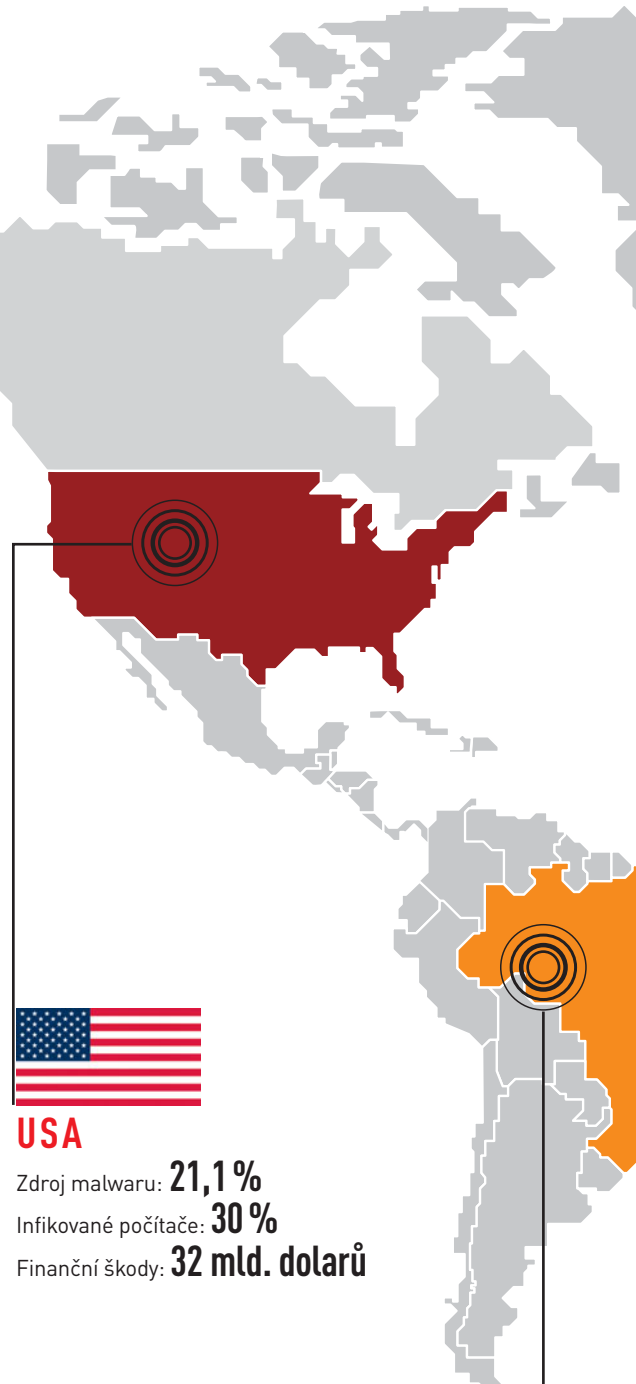 USA
Zdroj malwaru: 21,1 %
Infikované počítače: 30 %
Finanční škody: 32 mld. dolarů